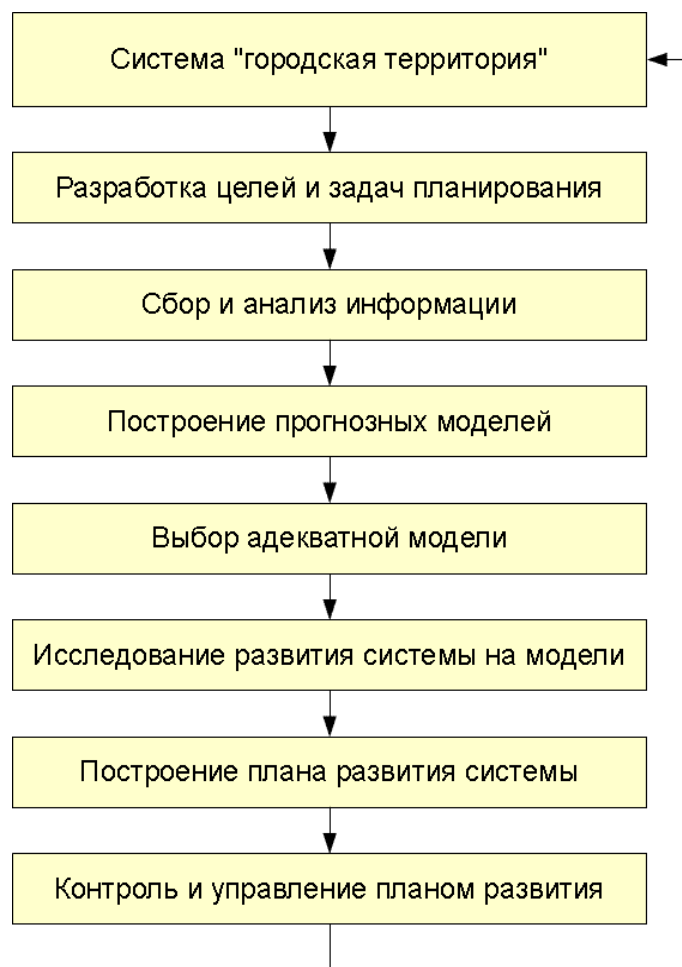 Система "городская территория"
Разработка целей и задач планирования
Сбор и анализ информации
Построение прогнозных моделей
Выбор адекватной модели
Исследование развития системы на модели
Построение плана развития системы
Контроль и управление планом развития